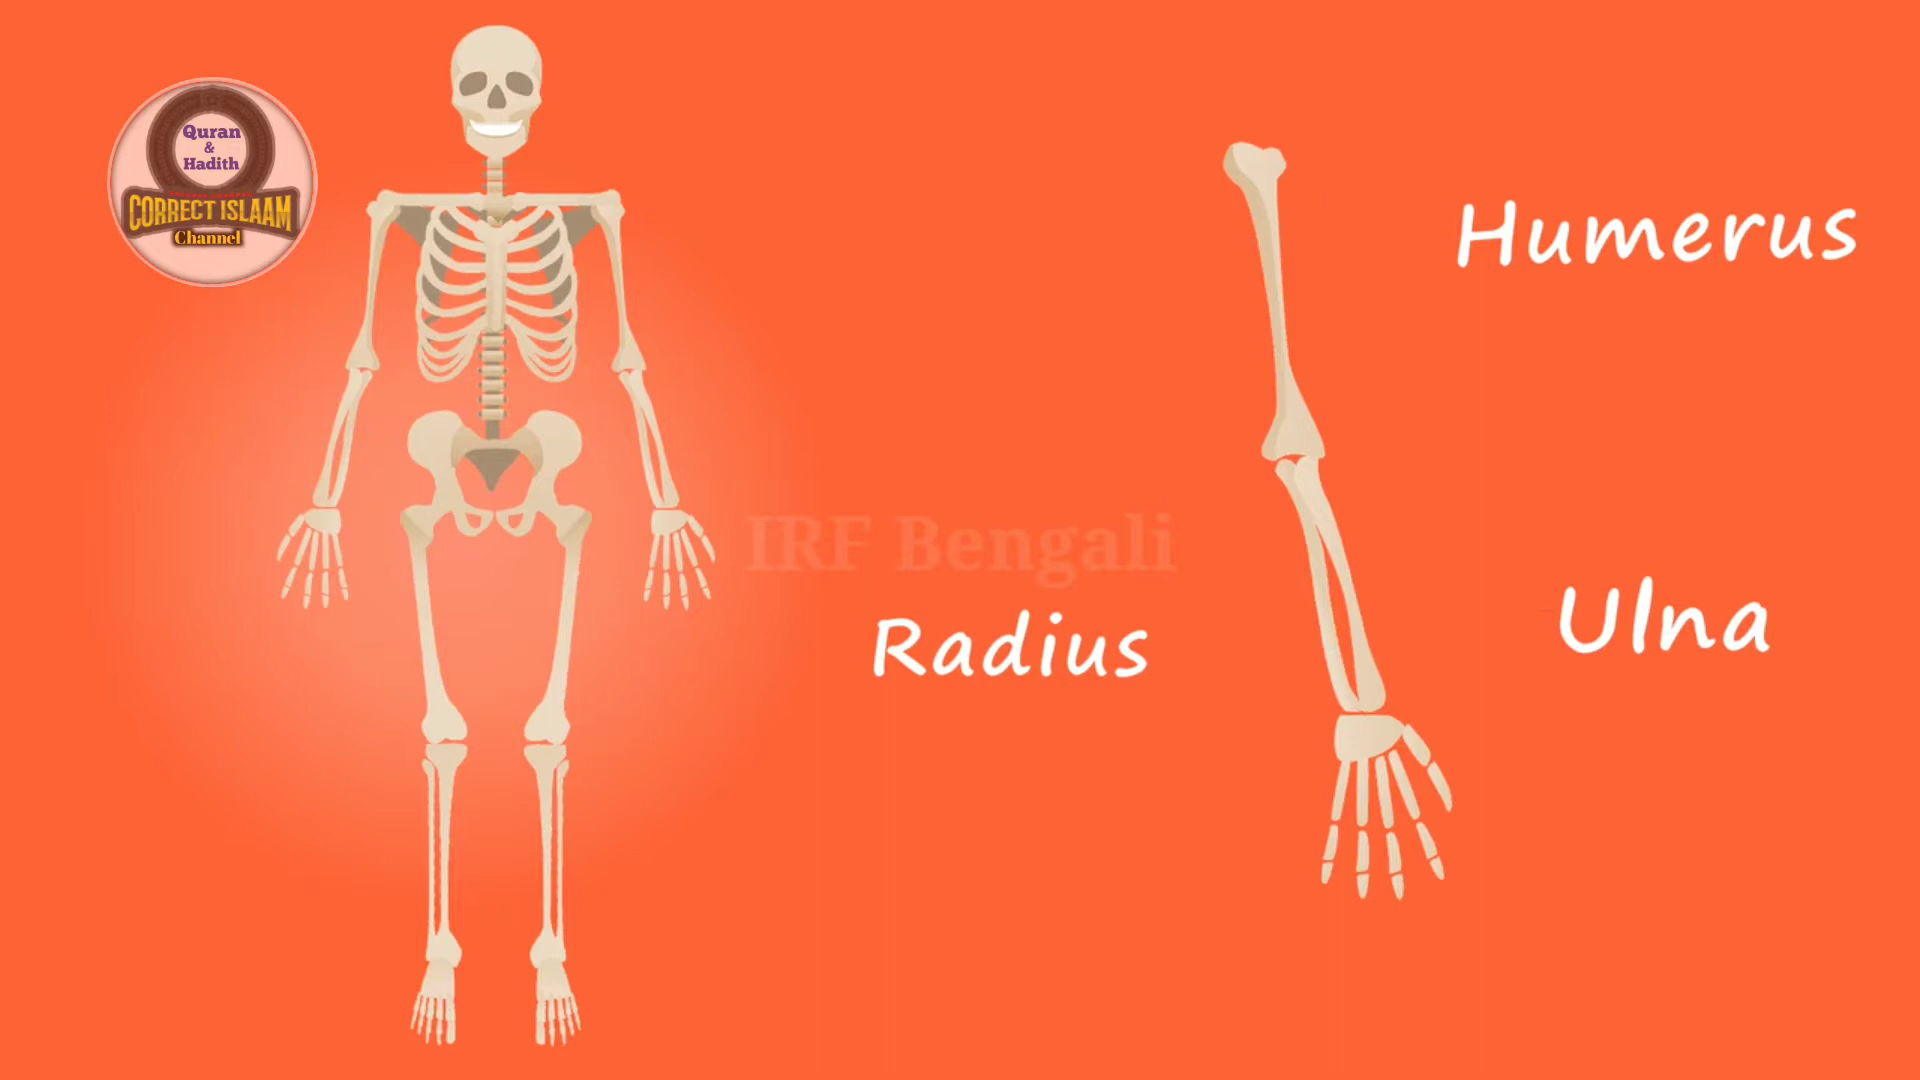 Quran
&
Hadith
CORRECT ISLAAM
Channel
Humerus
IRF Bengali
Radius
Ulna